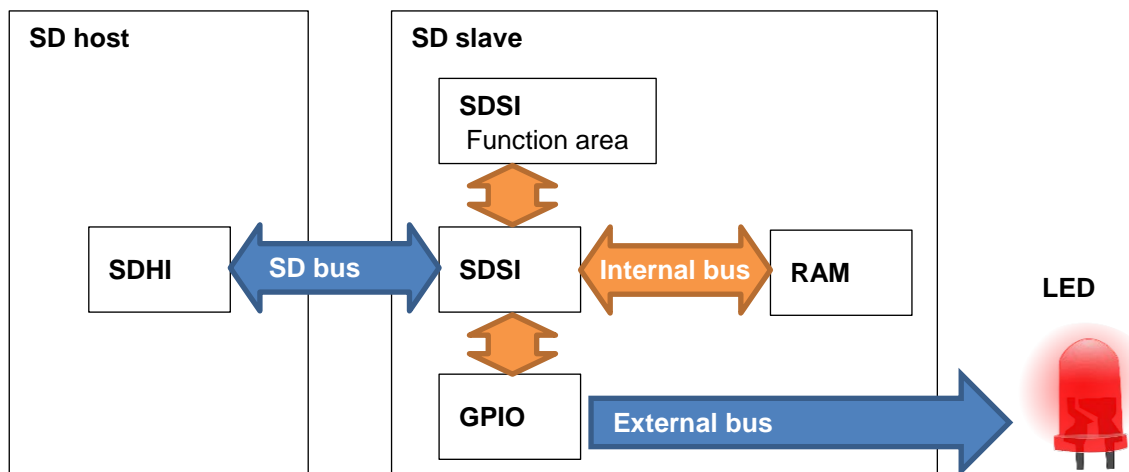 SD host
SD slave
SDSI
Function area
SDHI
SD bus
SDSI
Internal bus
RAM
LED
GPIO
External bus